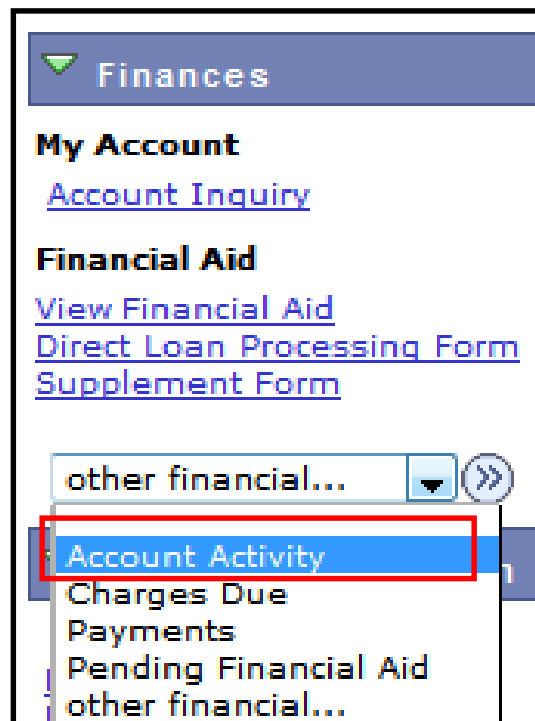 Finances
My Account
Account Inquiry
Financial Aid
View Financial Aid
Direct Loan Processing Form
Supplement Form
other financial...
Account Activity
Charges Due
Payments
Pending Financial Aid
other financial...